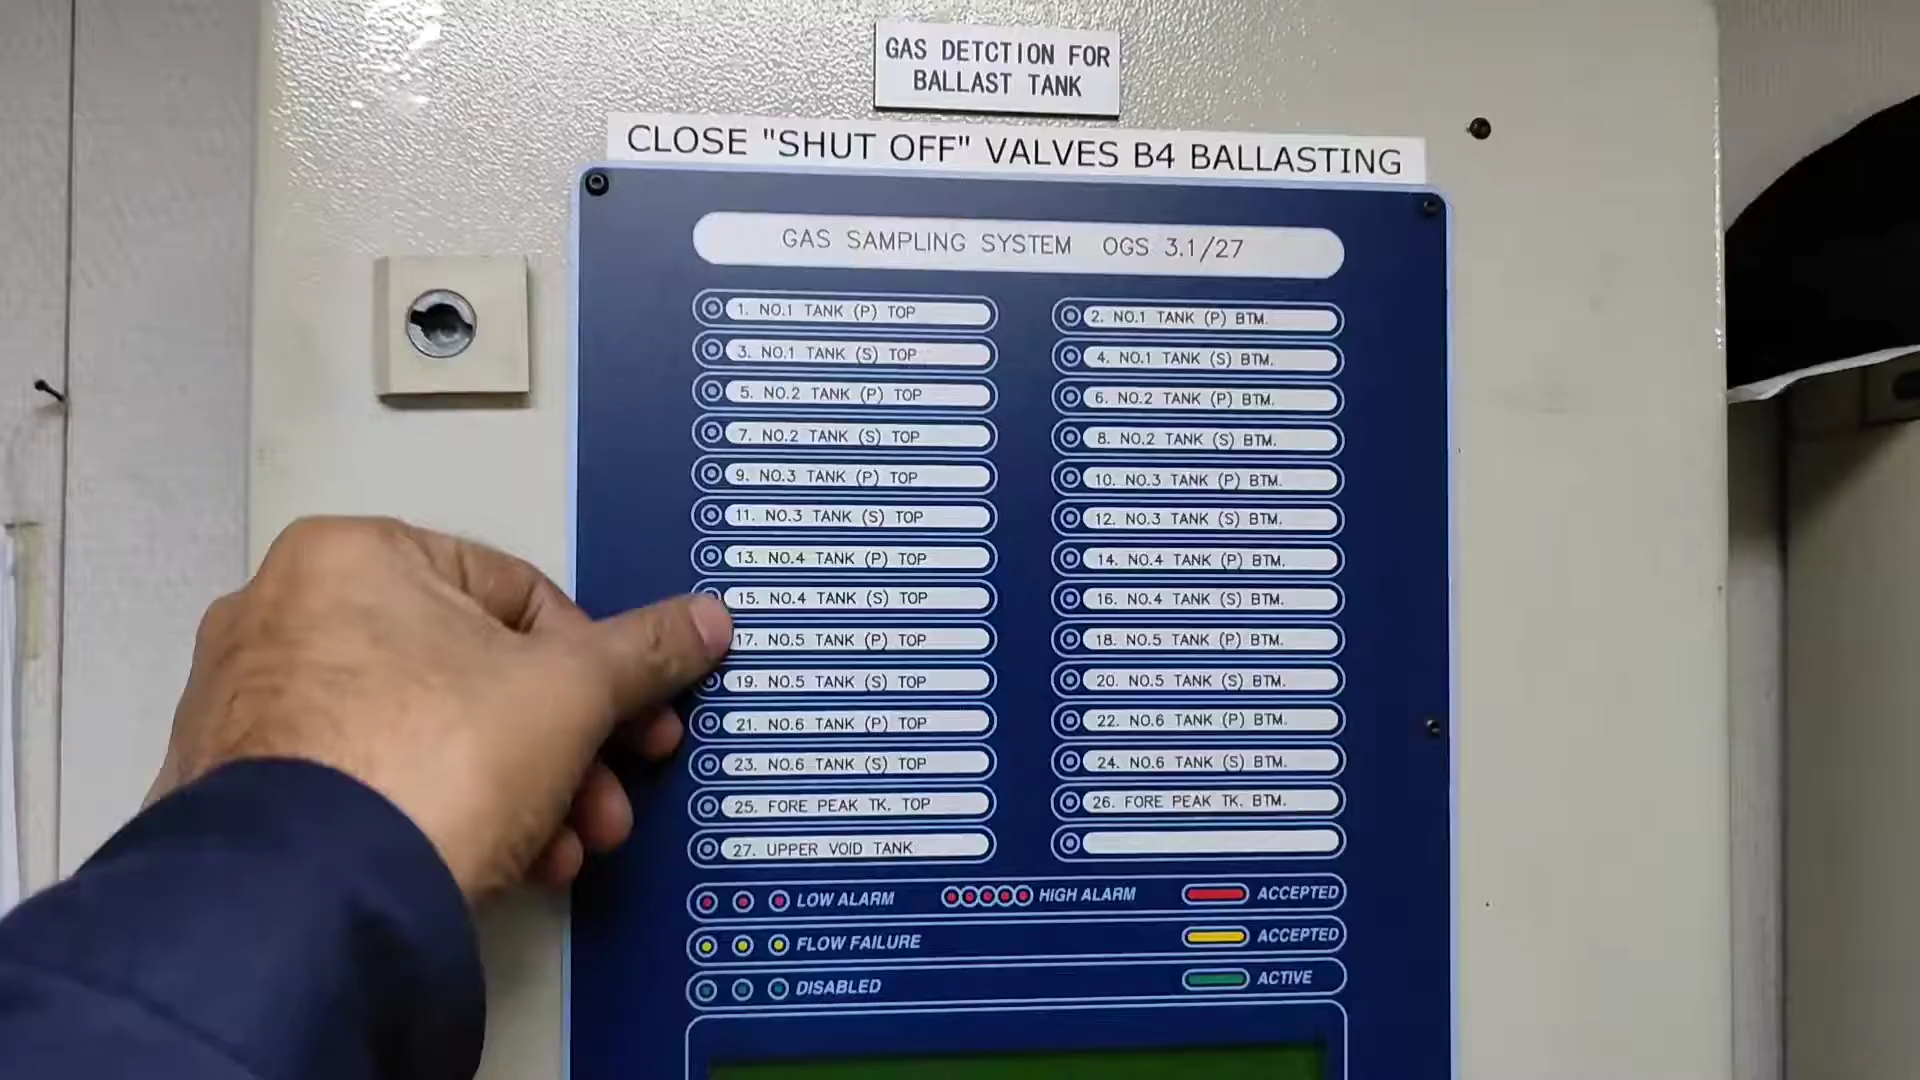 GAS DETCTION FOR
BALLAST TANK
CLOSE "SHUT OFF" VALVES B4 BALLASTING
GAS SAMPLING SYSTEM OGS 3.1/27
1. NO.1 TANK (P) TOP
2. NO.1 TANK (P) BTM.
3. NO.1 TANK (S) TOP
4. NO.1 TANK (S) BTM.
5. NO.2 TANK (P) TOP
6. NO.2 TANK (P) BTM.
7. NO.2 TANK (S) TOP
8. NO.2 TANK (S) BTM.
9. NO.3 TANK (P) TOP
10. NO.3 TANK (P) BTM.
11. NO.3 TANK (S) TOP
12. NO.3 TANK (S) BTM.
13. NO.4 TANK (P) TOP
14. NO.4 TANK (P) BTM.
15. NO.4 TANK (S) TOP
16. NO.4 TANK (S) BTM.
17. NO.5 TANK (P) TOP
18. NO.5 TANK (P) BTM.
19. NO.5 TANK (S) TOP
20. NO.5 TANK (S) BTM.
21. NO.6 TANK (P) TOP
22. NO.6 TANK (P) BTM.
23. NO.6 TANK (S) TOP
24. NO.6 TANK (S) BTM.
25. FORE PEAK TK. TOP
26. FORE PEAK TK. BTM.
27. UPPER VOID TANK
LOW ALARM HIGH ALARM ACCEPTED
FLOW FAILURE ACCEPTED
DISABLED ACTIVE